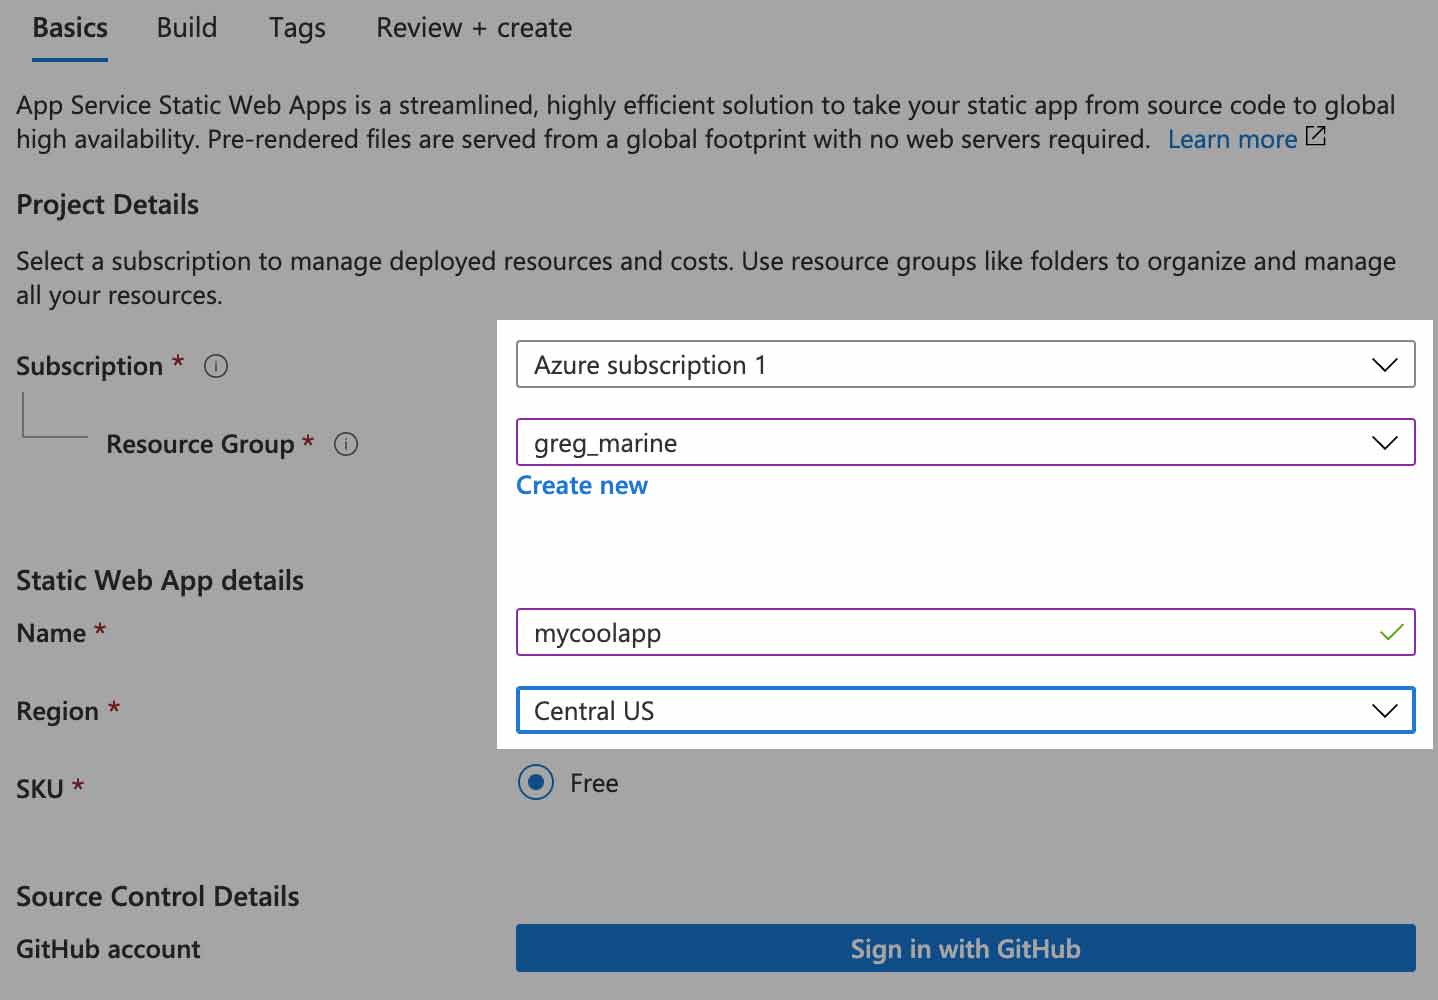 Basics Build Tags Review + create
App Service Static Web Apps is a streamlined, highly efficient solution to take your static app from source code to global
high availability. Pre-rendered files are served from a global footprint with no web servers required. Learn more
Project Details
Select a subscription to manage deployed resources and costs. Use resource groups like folders to organize and manage
all your resources.
Subscription * Azure subscription 1
Resource Group * greg_marine
Create new
Static Web App details
Name * mycoolapp
Region * Central US
SKU * Free
Source Control Details
GitHub account Sign in with GitHub